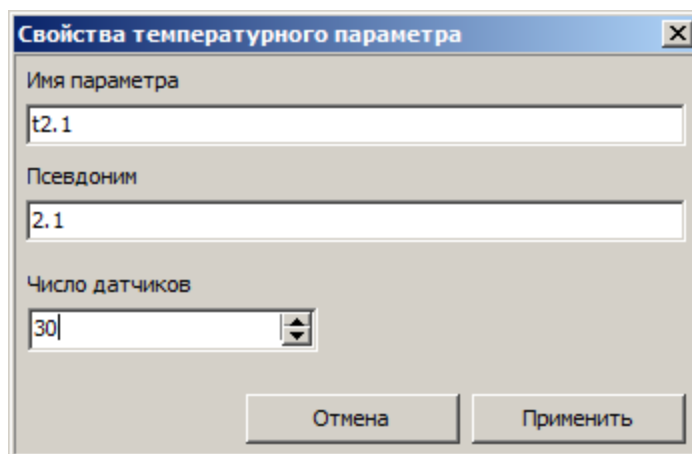 Свойства температурного параметра
Имя параметра
t2.1
Псевдоним
2.1
Число датчиков
30
Отмена Применить